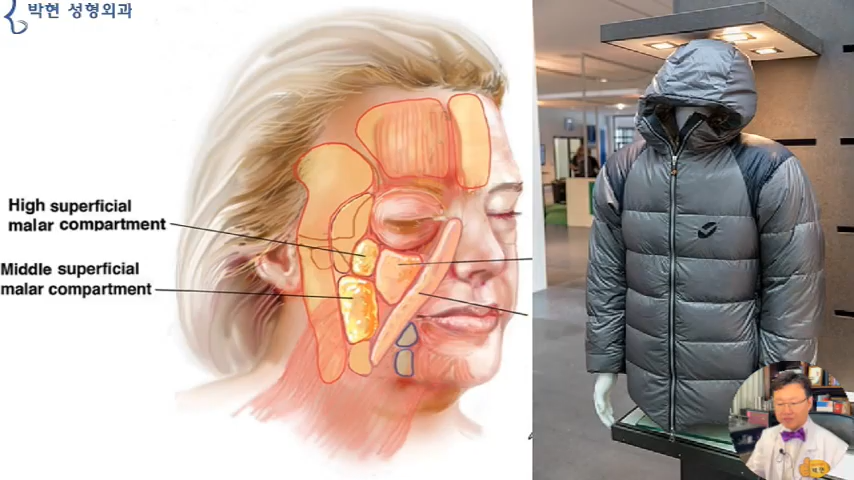 박현 성형외과
High superficial
malar compartment
Middle superficial
malar compartment